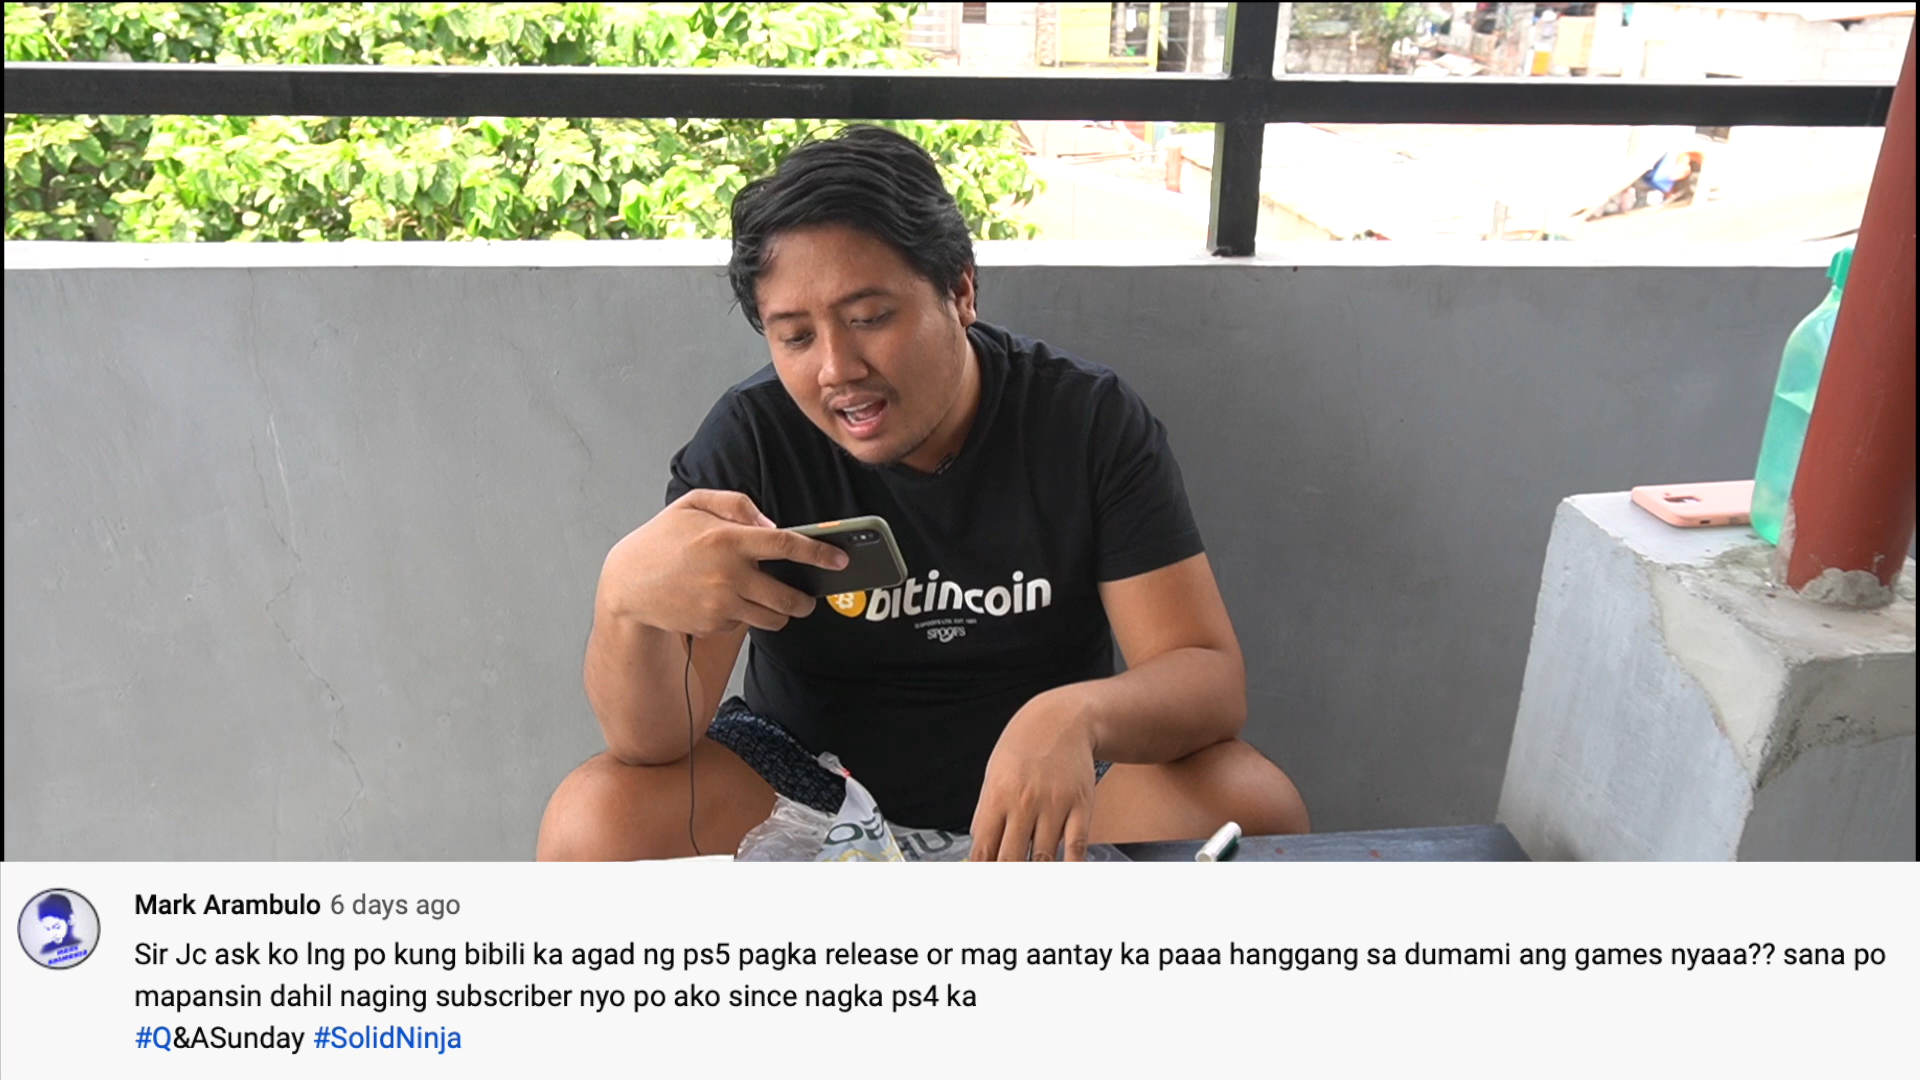 bitincoin
SPOOFS
Mark Arambulo 6 days ago
Sir Jc ask ko lng po kung bibili ka agad ng ps5 pagka release or mag aantay ka paaa hanggang sa dumami ang games nyaaa?? sana po
mapansin dahil naging subscriber nyo po ako since nagka ps4 ka
#Q&ASunday #SolidNinja